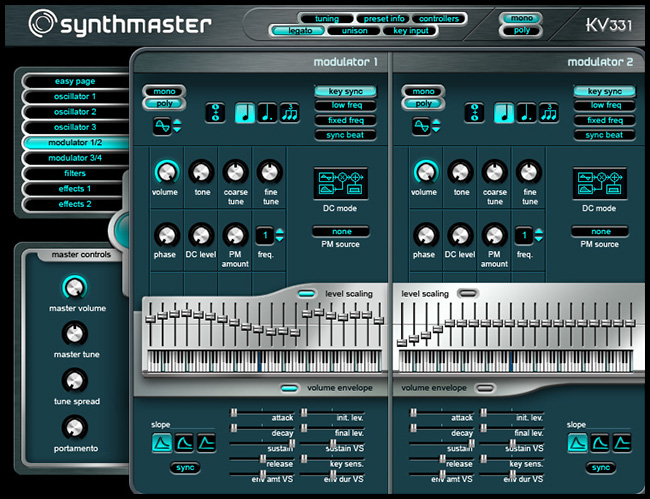 synthmaster
tuning preset info controllers
legato unison key input
mono
poly
KV331
modulator 1
modulator 2
easy page
oscillator 1
oscillator 2
oscillator 3
modulator 1/2
modulator 3/4
filters
effects 1
effects 2
master controls
master volume
master tune
tune spread
portamento
mono
poly
3
key sync
low freq
fixed freq
sync beat
volume
tone
coarse tune
fine tune
DC mode
phase
DC level
PM amount
1
freq.
none
PM source
level scaling
volume envelope
slope
sync
attack
decay
sustain
release
env amt VS
init. lev.
final lev.
sustain VS
key sens.
env dur VS
mono
poly
3
key sync
low freq
fixed freq
sync beat
volume
tone
coarse tune
fine tune
DC mode
phase
DC level
PM amount
1
freq.
none
PM source
level scaling
volume envelope
attack
decay
sustain
release
env amt VS
init. lev.
final lev.
sustain VS
key sens.
env dur VS
slope
sync